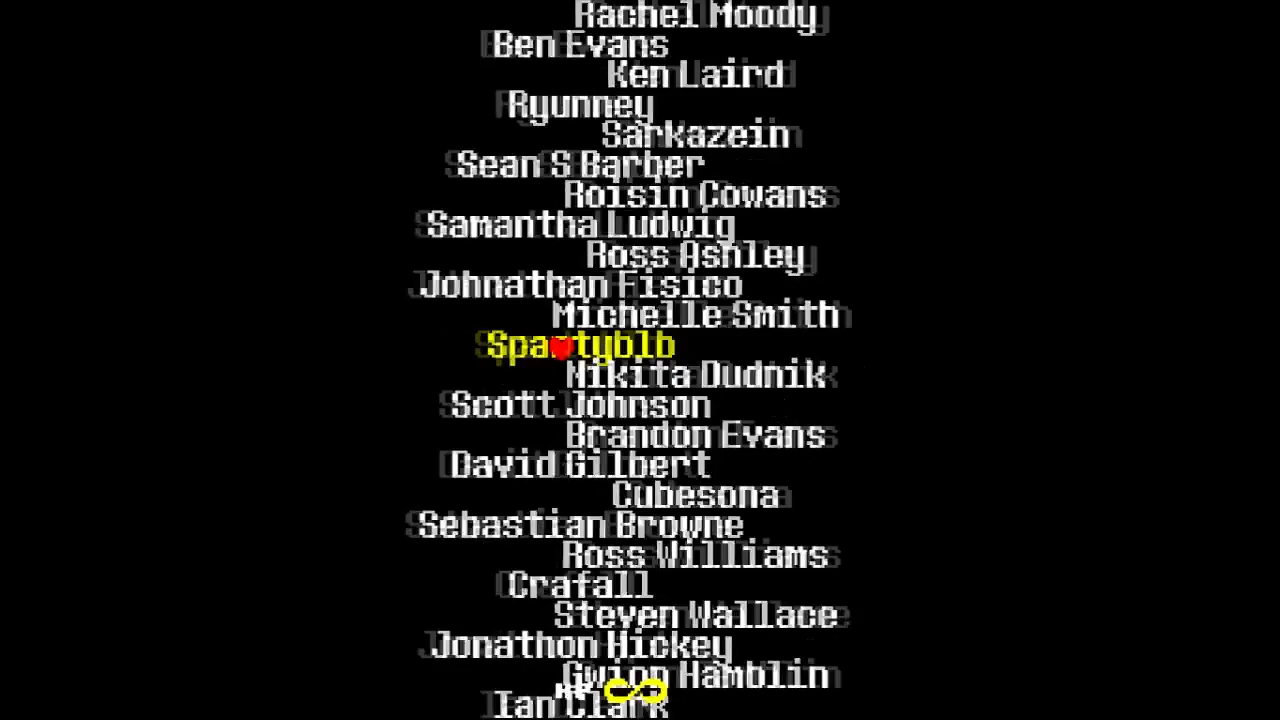 Rachel Moody
Ben Evans
Ken Laird
Ryunney
Sarkazein
Sean S Barber
Roisin Cowans
Samantha Ludwig
Ross Ashley
Johnathan Fisico
Michelle Smith
Nikita Dudnik
Scott Johnson
Brandon Evans
David Gilbert
Cubesona
Sebastian Browne
Ross Williams
Crafall
Steven Wallace
Jonathon Hickey
Gwion Hamblin
∞
Ian Clark